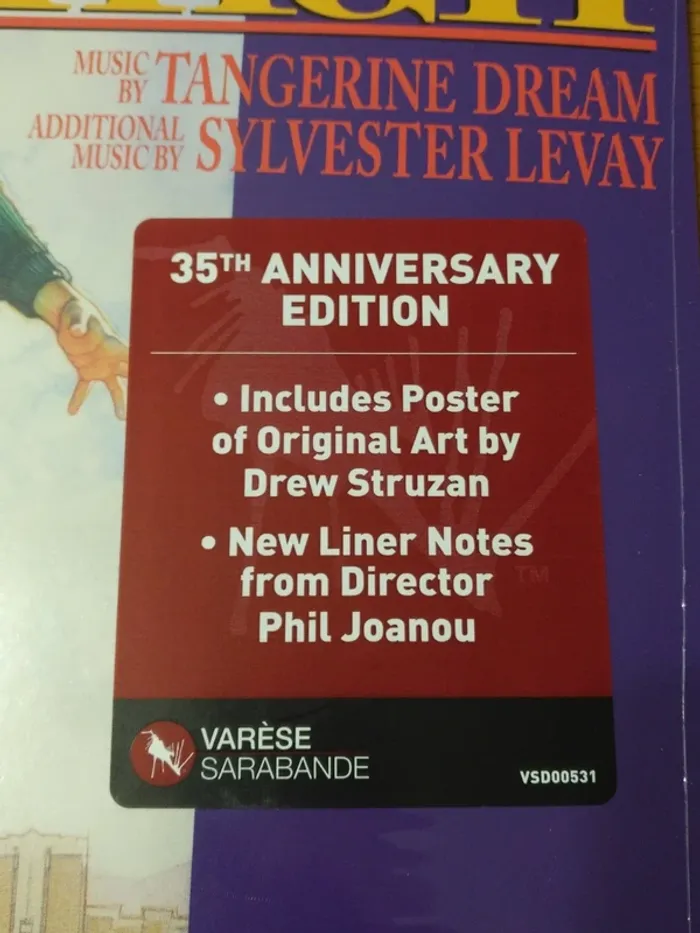 MUSIC
BY TANGERINE DREAM
ADDITIONAL
MUSIC BY SYLVESTER LEVAY
35TH ANNIVERSARY
EDITION
• Includes Poster
of Original Art by
Drew Struzan
• New Liner Notes
from Director
Phil Joanou
TM
VARÈSE
SARABANDE
VSD00531